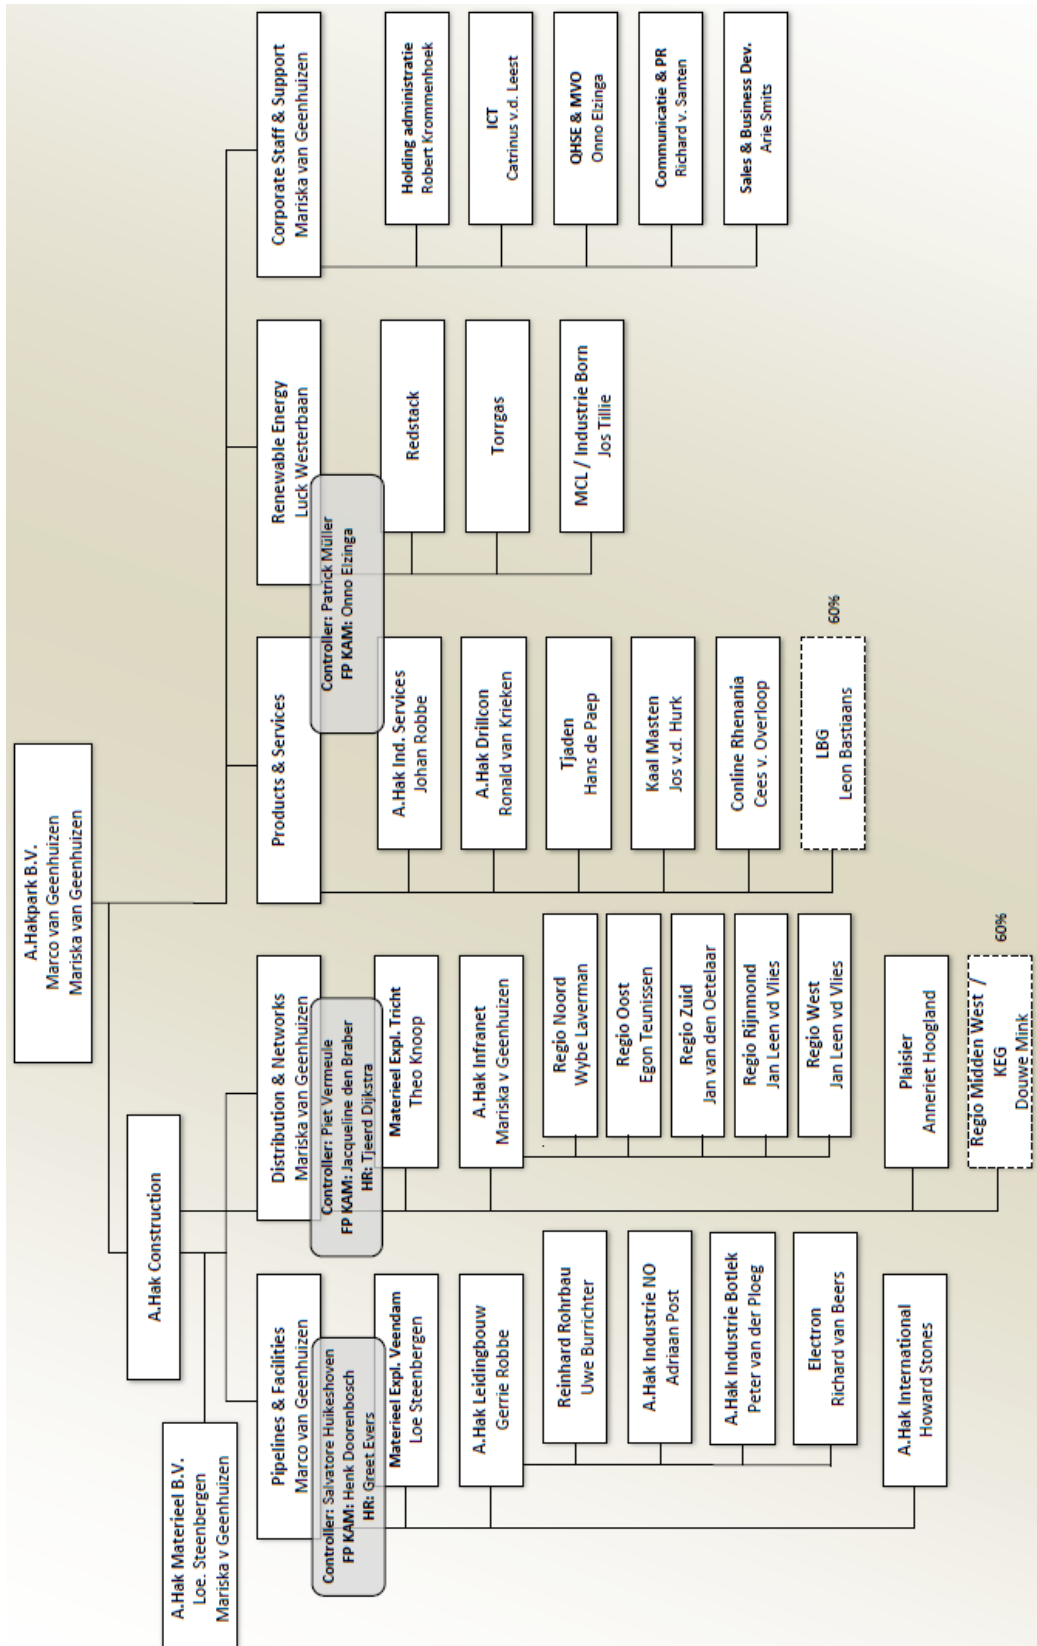 A.Hakpark B.V.
Marco van Geenhuizen
Mariska van Geenhuizen
A.Hak Construction
A.Hak Materieel B.V.
Loe. Steenbergen
Mariska v Geenhuizen
Pipelines & Facilities
Marco van Geenhuizen
Controller: Salvatore Huikeshoven
FP KAM: Henk Doorenbosch
HR: Greet Evers
Materieel Expl. Veendam
Loe Steenbergen
A.Hak Leidingbouw
Gerrie Robbe
Reinhard Rohrbau
Uwe Burrichter
A.Hak Industrie NO
Adriaan Post
A.Hak Industrie Botlek
Peter van der Ploeg
Electron
Richard van Beers
A.Hak International
Howard Stones
Distribution & Networks
Mariska van Geenhuizen
Controller: Piet Vermeule
FP KAM: Jacqueline den Braber
HR: Tjeerd Dijkstra
Materieel Expl. Tricht
Theo Knoop
A.Hak Infranet
Mariska v Geenhuizen
Regio Noord
Wybe Laverman
Regio Oost
Egon Teunissen
Regio Zuid
Jan van den Oetelaar
Regio Rijnmond
Jan Leen vd Vlies
Regio West
Jan Leen vd Vlies
Plaisier
Anneriet Hoogland
Regio Midden West /
KEG
Douwe Mink
60%
Products & Services
Controller: Patrick Müller
FP KAM: Onno Elzinga
A.Hak Ind. Services
Johan Robbe
A.Hak Drillcon
Ronald van Krieken
Tjaden
Hans de Paep
Kaal Masten
Jos v.d. Hurk
Conline Rhenania
Cees v. Overloop
LBG
Leon Bastiaans
60%
Renewable Energy
Luck Westerbaan
Redstack
Torrgas
MCL / Industrie Born
Jos Tillie
Corporate Staff & Support
Mariska van Geenhuizen
Holding administratie
Robert Krommenhoek
ICT
Catrinus v.d. Leest
QHSE & MVO
Onno Elzinga
Communicatie & PR
Richard v. Santen
Sales & Business Dev.
Arie Smits